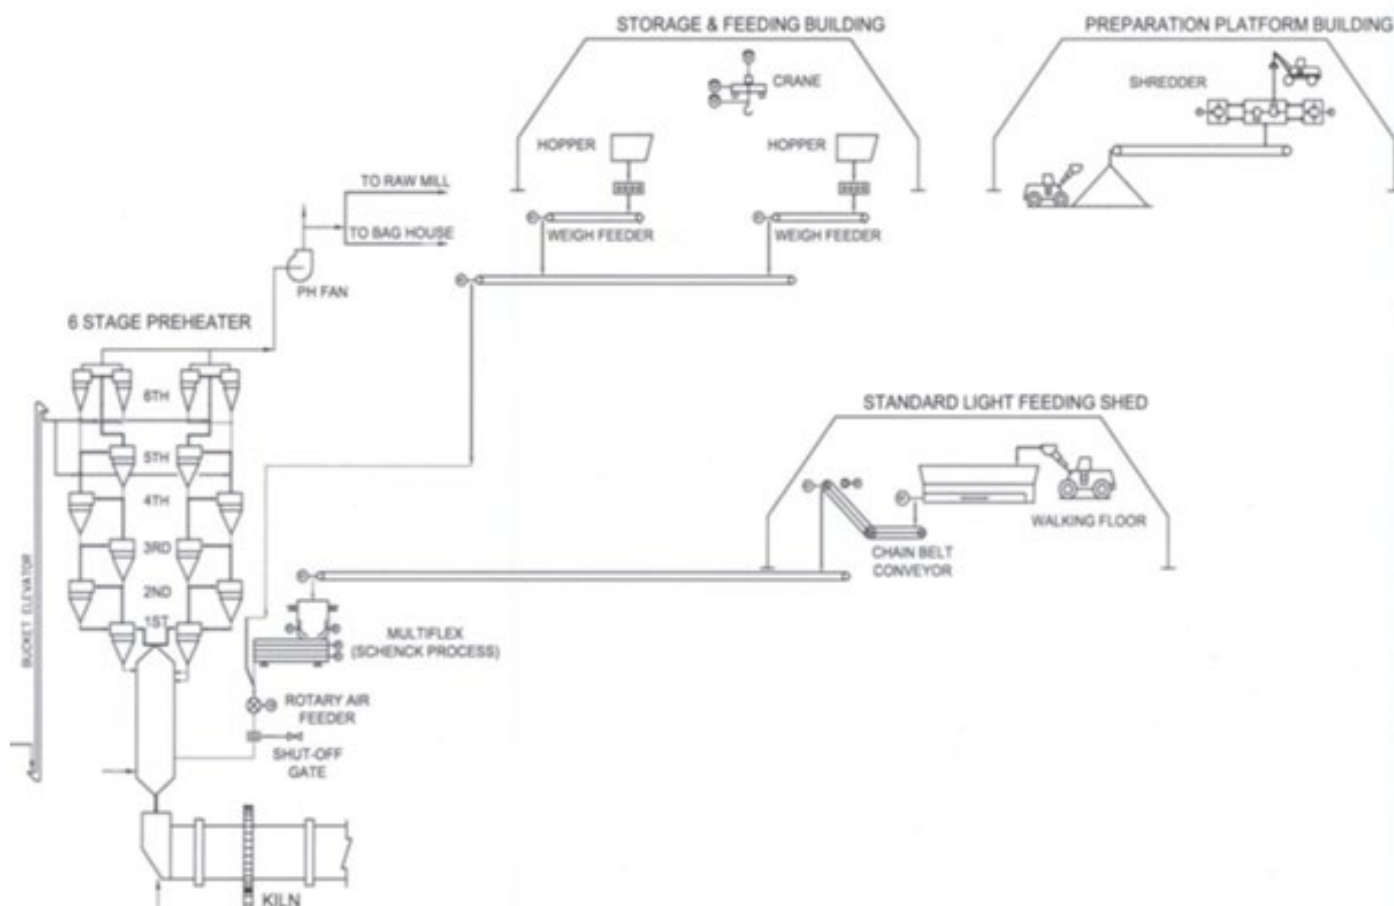 STORAGE & FEEDING BUILDING
PREPARATION PLATFORM BUILDING
CRANE
SHREDDER
HOPPER
HOPPER
TO RAW MILL
TO BAG HOUSE
WEIGH FEEDER
WEIGH FEEDER
PH FAN
6 STAGE PREHEATER
6TH
STANDARD LIGHT FEEDING SHED
5TH
4TH
WALKING FLOOR
3RD
CHAIN BELT
CONVEYOR
2ND
1ST
BUCKET ELEVATOR
MULTIFLEX
(SCHENCK PROCESS)
ROTARY AIR
FEEDER
SHUT-OFF
GATE
KILN